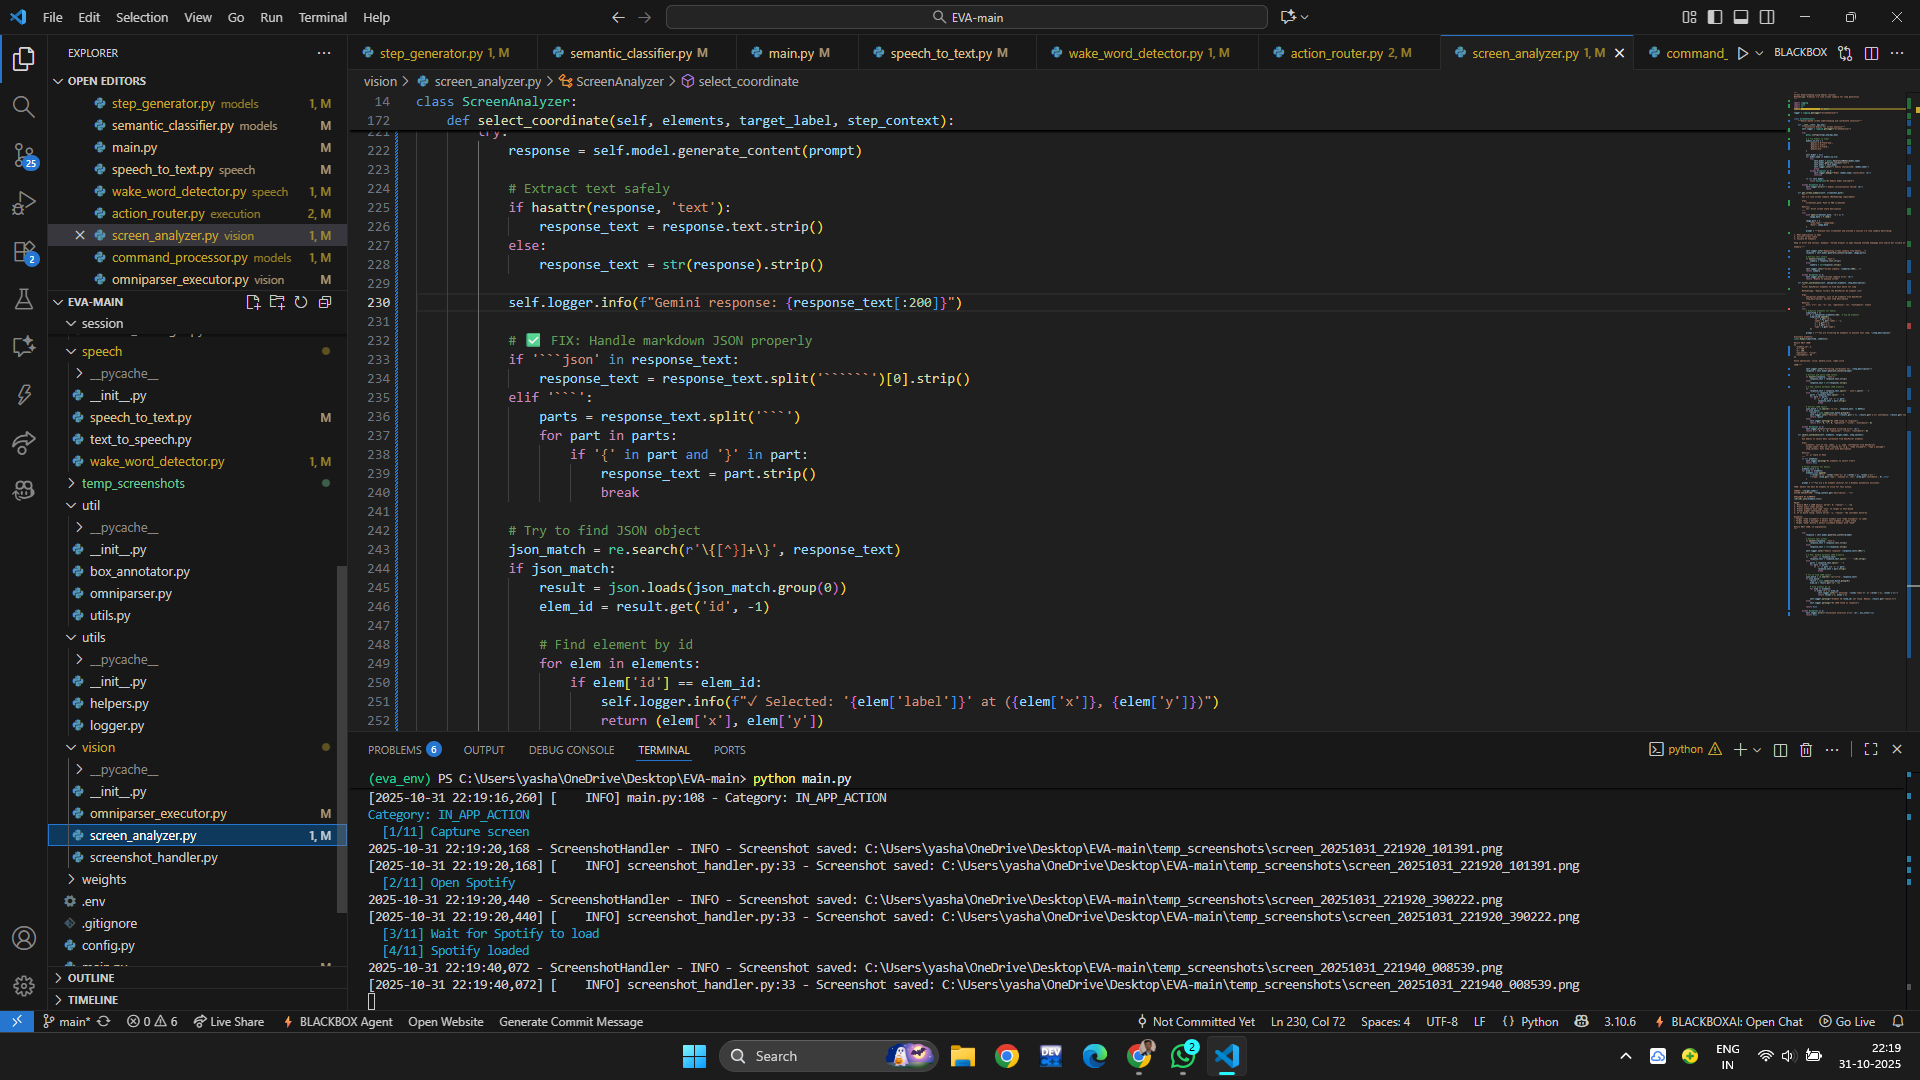 File Edit Selection View Go Run Terminal Help
EVA-main
EXPLORER
OPEN EDITORS
step_generator.py models 1, M
semantic_classifier.py models M
main.py M
speech_to_text.py speech M
wake_word_detector.py speech 1, M
action_router.py execution 2, M
screen_analyzer.py vision 1, M
command_processor.py models 1, M
omniparser_executor.py vision M
EVA-MAIN
session
speech
__pycache__
__init__.py
speech_to_text.py M
text_to_speech.py
wake_word_detector.py 1, M
temp_screenshots
util
__pycache__
__init__.py
box_annotator.py
omniparser.py
utils.py
utils
__pycache__
__init__.py
helpers.py
logger.py
vision
__pycache__
__init__.py
omniparser_executor.py M
screen_analyzer.py 1, M
screenshot_handler.py
weights
.env
.gitignore
config.py
OUTLINE
TIMELINE
25
2
step_generator.py 1, M semantic_classifier.py M main.py M speech_to_text.py M wake_word_detector.py 1, M action_router.py 2, M screen_analyzer.py 1, M command_ BLACKBOX
vision > screen_analyzer.py > ScreenAnalyzer > select_coordinate
14 class ScreenAnalyzer:
172 def select_coordinate(self, elements, target_label, step_context):
221 try:
222 response = self.model.generate_content(prompt)
223
224 # Extract text safely
225 if hasattr(response, 'text'):
226 response_text = response.text.strip()
227 else:
228 response_text = str(response).strip()
229
230 self.logger.info(f"Gemini response: {response_text[:200]}")
231
232 # ✅ FIX: Handle markdown JSON properly
233 if '```json' in response_text:
234 response_text = response_text.split('``````')[0].strip()
235 elif '```':
236 parts = response_text.split('```')
237 for part in parts:
238 if '{' in part and '}' in part:
239 response_text = part.strip()
240 break
241
242 # Try to find JSON object
243 json_match = re.search(r'\{[^}]+\}', response_text)
244 if json_match:
245 result = json.loads(json_match.group(0))
246 elem_id = result.get('id', -1)
247
248 # Find element by id
249 for elem in elements:
250 if elem['id'] == elem_id:
251 self.logger.info(f"✓ Selected: '{elem['label']}' at ({elem['x']}, {elem['y']})")
252 return (elem['x'], elem['y'])
PROBLEMS 6 OUTPUT DEBUG CONSOLE TERMINAL PORTS
python
(eva_env) PS C:\Users\yasha\OneDrive\Desktop\EVA-main> python main.py
[2025-10-31 22:19:16,260] [ INFO] main.py:108 - Category: IN_APP_ACTION
Category: IN_APP_ACTION
[1/11] Capture screen
2025-10-31 22:19:20,168 - ScreenshotHandler - INFO - Screenshot saved: C:\Users\yasha\OneDrive\Desktop\EVA-main\temp_screenshots\screen_20251031_221920_101391.png
[2025-10-31 22:19:20,168] [ INFO] screenshot_handler.py:33 - Screenshot saved: C:\Users\yasha\OneDrive\Desktop\EVA-main\temp_screenshots\screen_20251031_221920_101391.png
[2/11] Open Spotify
2025-10-31 22:19:20,440 - ScreenshotHandler - INFO - Screenshot saved: C:\Users\yasha\OneDrive\Desktop\EVA-main\temp_screenshots\screen_20251031_221920_390222.png
[2025-10-31 22:19:20,440] [ INFO] screenshot_handler.py:33 - Screenshot saved: C:\Users\yasha\OneDrive\Desktop\EVA-main\temp_screenshots\screen_20251031_221920_390222.png
[3/11] Wait for Spotify to load
[4/11] Spotify loaded
2025-10-31 22:19:40,072 - ScreenshotHandler - INFO - Screenshot saved: C:\Users\yasha\OneDrive\Desktop\EVA-main\temp_screenshots\screen_20251031_221940_008539.png
[2025-10-31 22:19:40,072] [ INFO] screenshot_handler.py:33 - Screenshot saved: C:\Users\yasha\OneDrive\Desktop\EVA-main\temp_screenshots\screen_20251031_221940_008539.png
main* 0 6 Live Share BLACKBOX Agent Open Website Generate Commit Message Not Committed Yet Ln 230, Col 72 Spaces: 4 UTF-8 LF Python 3.10.6 BLACKBOXAI: Open Chat Go Live
Search
DEV
2
ENG
IN
22:19
31-10-2025